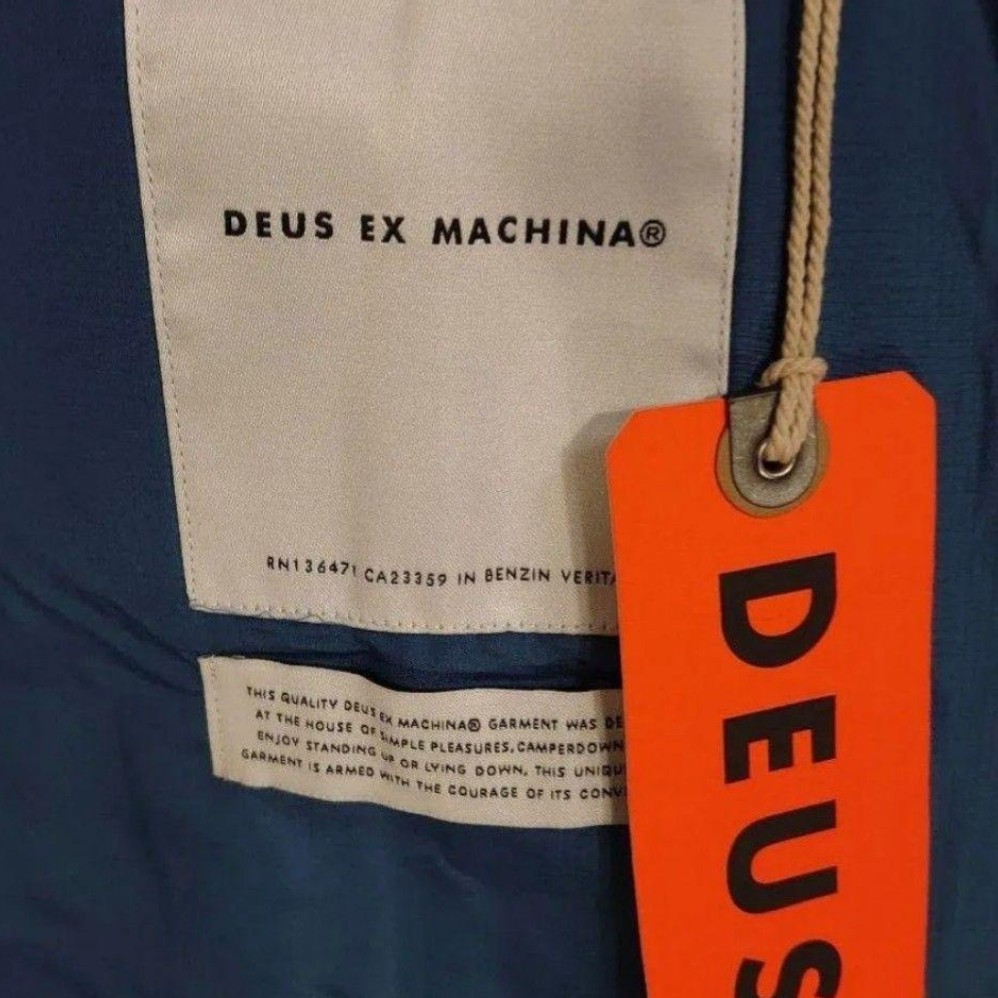 DEUS EX MACHINA®
RN136471 CA23359 IN BENZIN
THIS QUALITY DEUS EX MACHINA® GARMENT WAS
AT THE HOUSE OF SIMPLE PLEASURES, CAMPERDOWN
ENJOY STANDING UP OR LYING DOWN. THIS
GARMENT IS ARMED WITH THE COURAGE OF ITS
DEUS